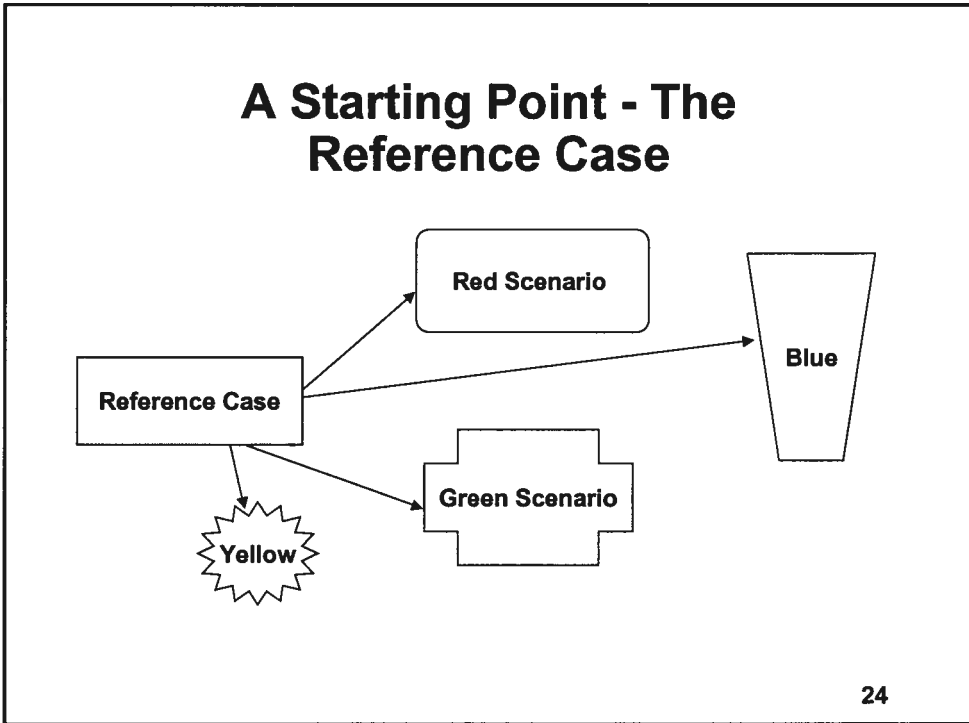 A Starting Point - The
Reference Case
Red Scenario
Blue
Reference Case
Green Scenario
Yellow
24